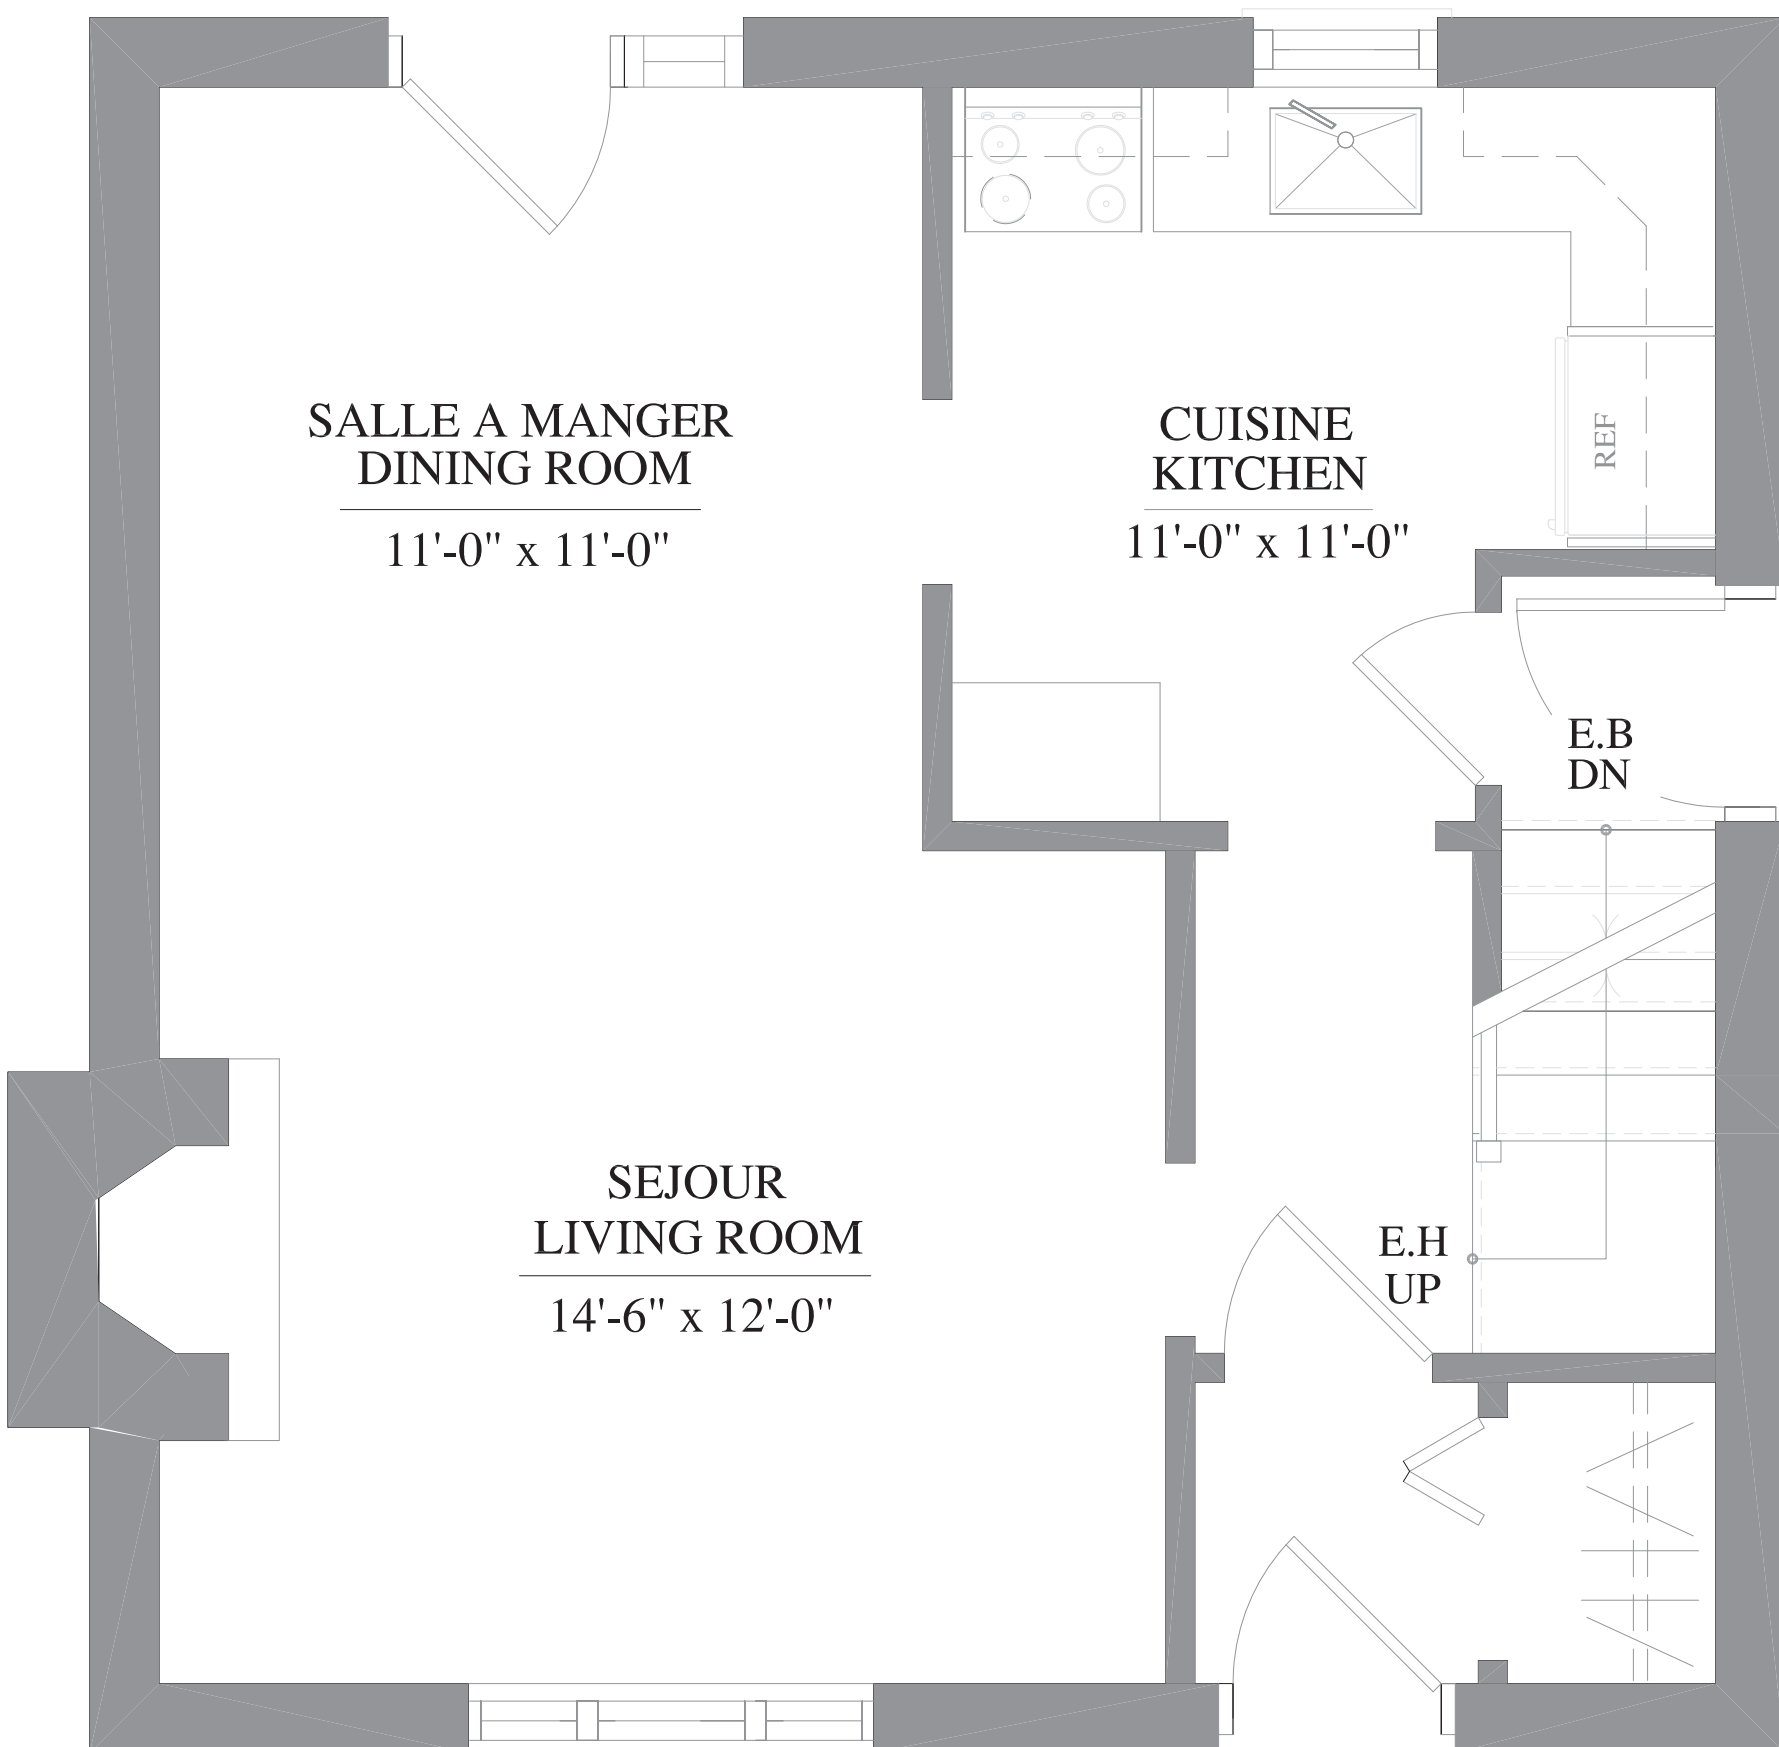 SALLE A MANGER
DINING ROOM
11'-0" x 11'-0"
CUISINE
KITCHEN
11'-0" x 11'-0"
REF
E.B
DN
SEJOUR
LIVING ROOM
14'-6" x 12'-0"
E.H
UP